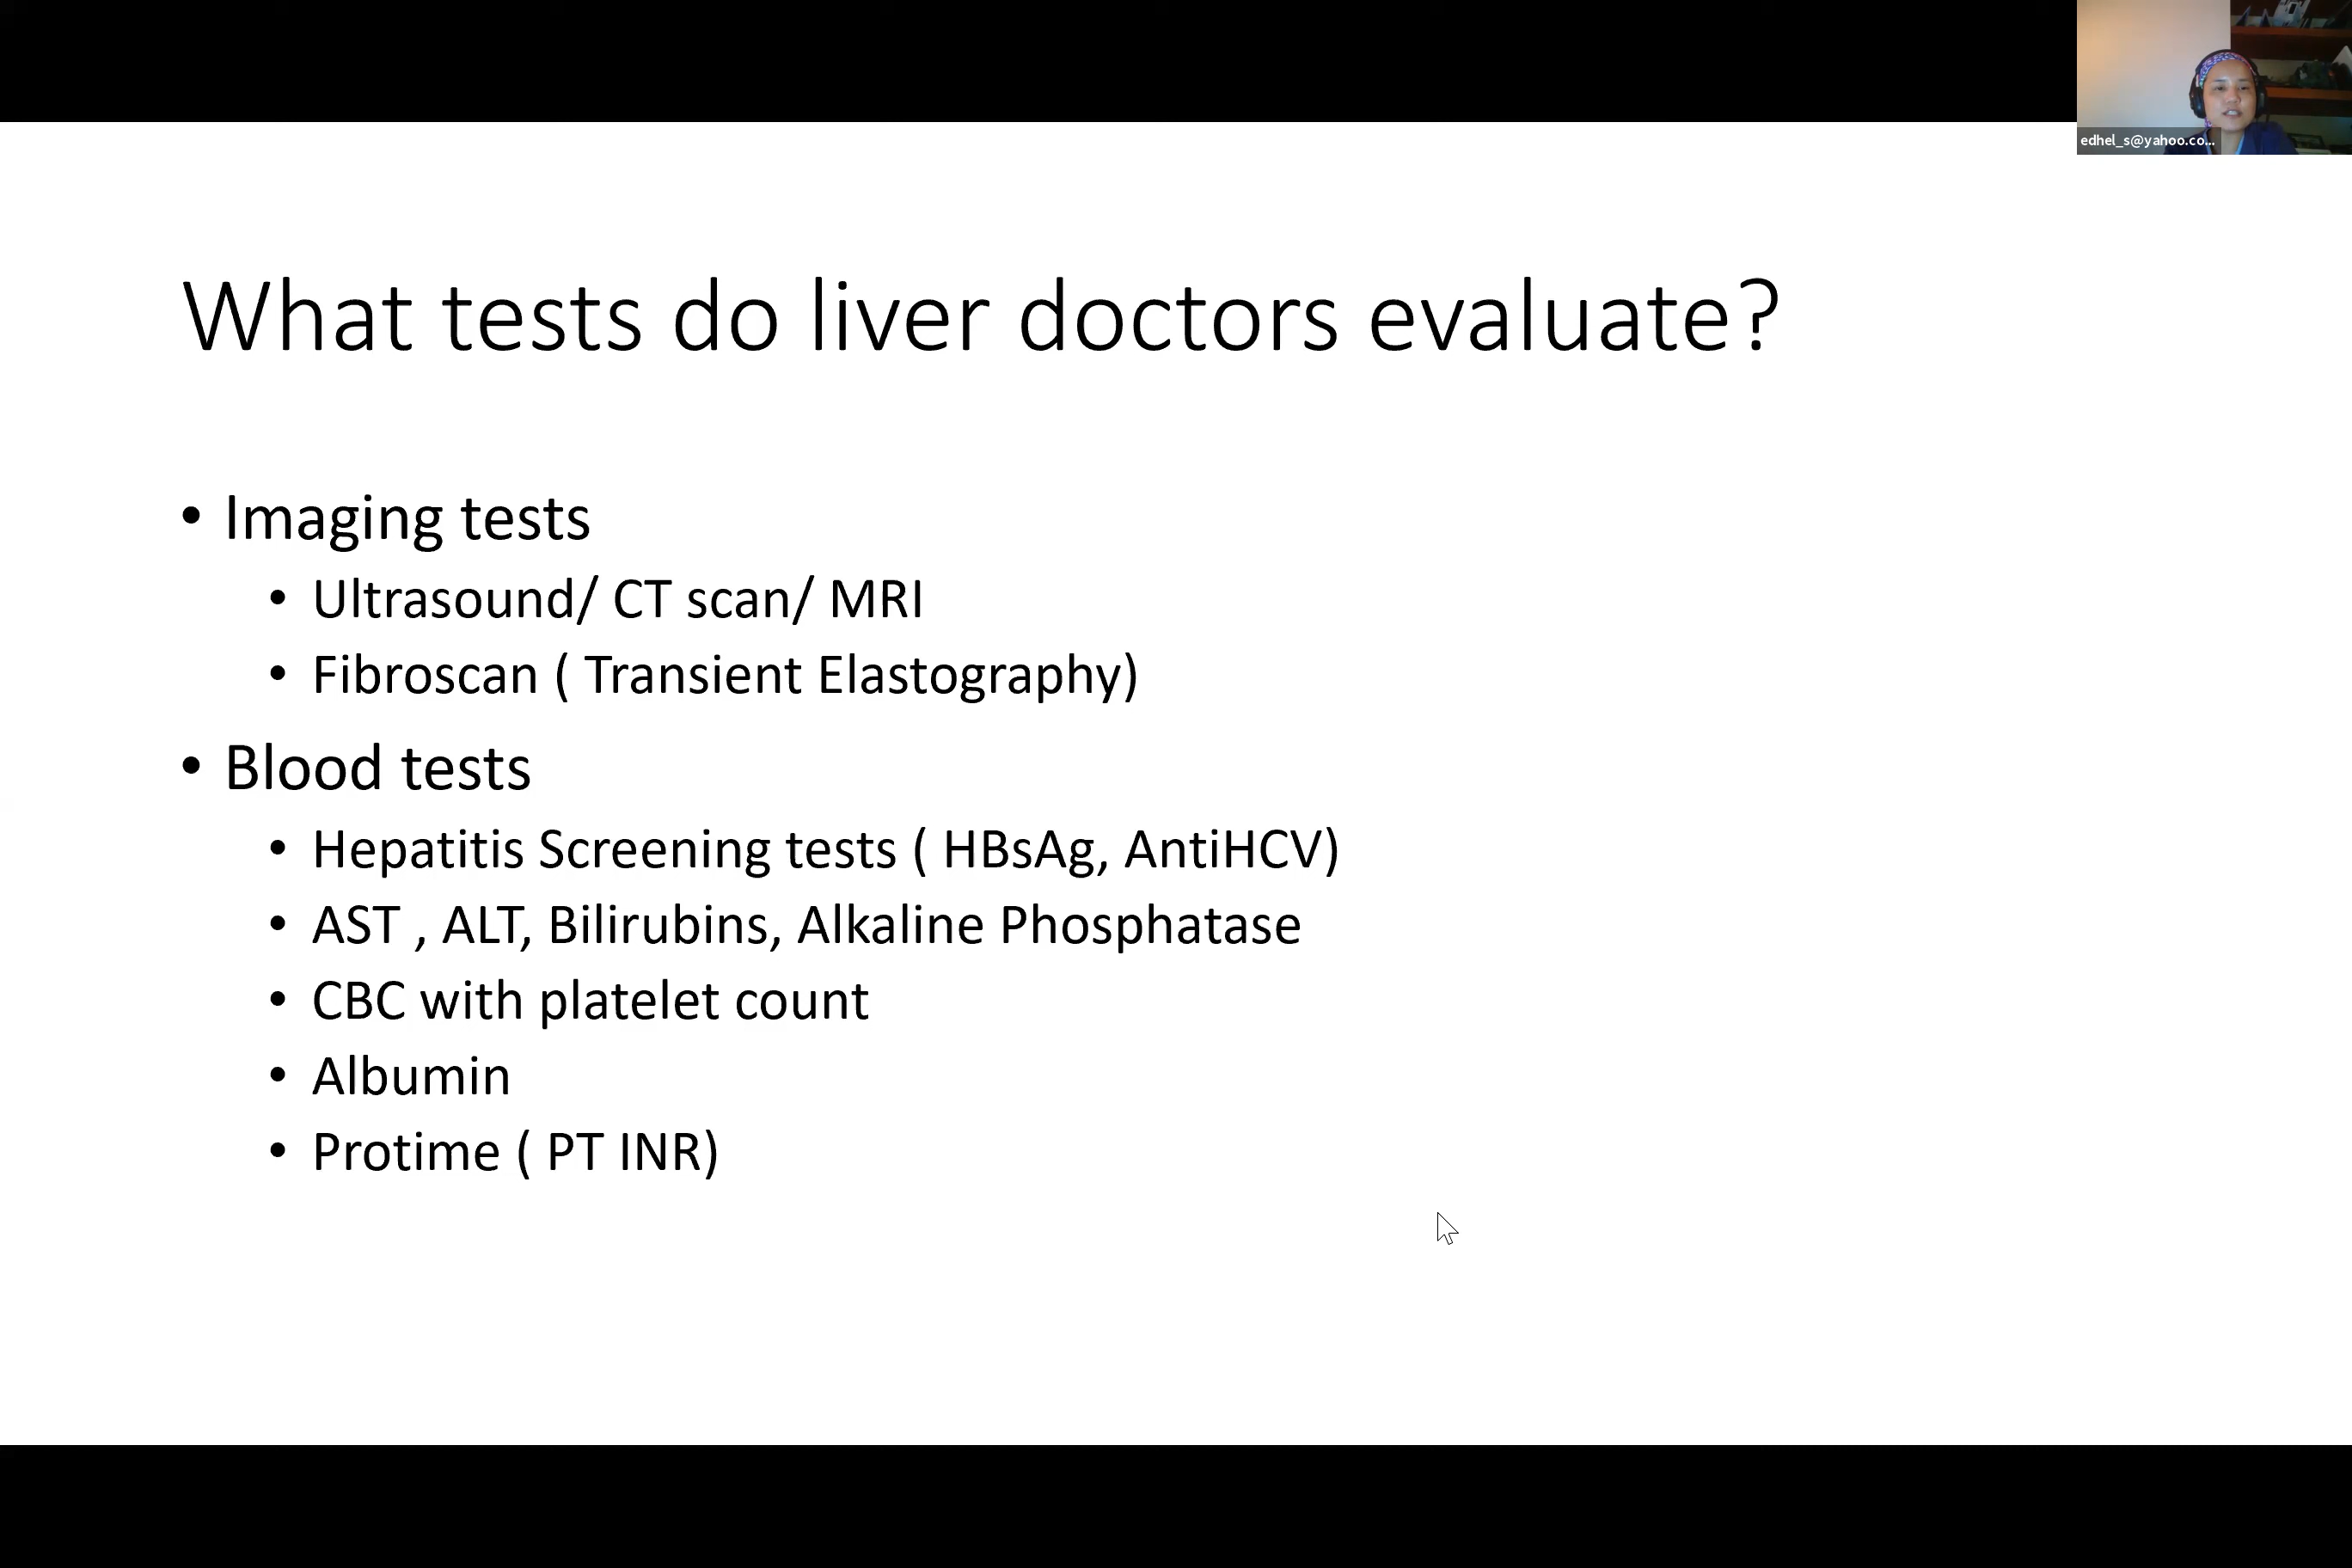 edhel_s@yahoo.co...
What tests do liver doctors evaluate?
• Imaging tests
• Ultrasound/ CT scan/ MRI
• Fibroscan ( Transient Elastography)
• Blood tests
• Hepatitis Screening tests ( HBsAg, AntiHCV)
• AST , ALT, Bilirubins, Alkaline Phosphatase
• CBC with platelet count
• Albumin
• Protime ( PT INR)